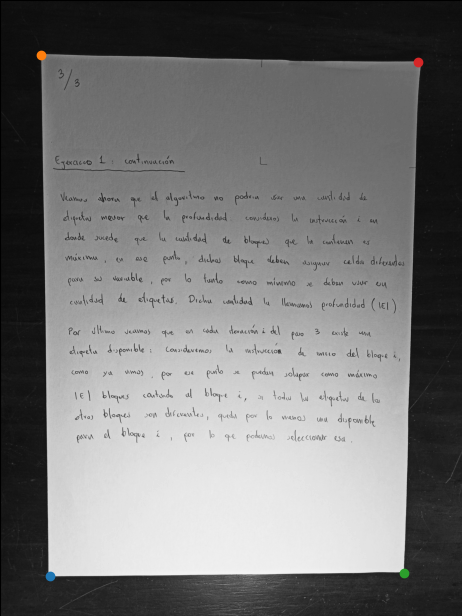 3/3
Ejercicio 1: continuación
Veamos ahora que el algoritmo no podria usar una cantidad de
etiquetas menor que la profundidad. consideros la instrucción i en
donde sucede que la cantidad de bloques que la contienen es
máxima, en ese punto, dichos bloque deben asignar celdas diferentes
para su variable, por lo tanto como minimo se deben usar esa
cantidad de etiquetas. Dicha cantidad la llamamos profundidad (|E|)
Por último veamos que en cada iteración i del paso 3 existe una
etiqueta disponible: Consideremos la instrucción de inicio del bloque i,
como ya vimos, por ese punto se pueden solapar como máximo
|E| bloques contando al bloque i, si todas las etiquetas de los
otros bloques son diferentes, queda por lo menos una disponible
para el bloque i, por lo que podemos seleccionar esa.